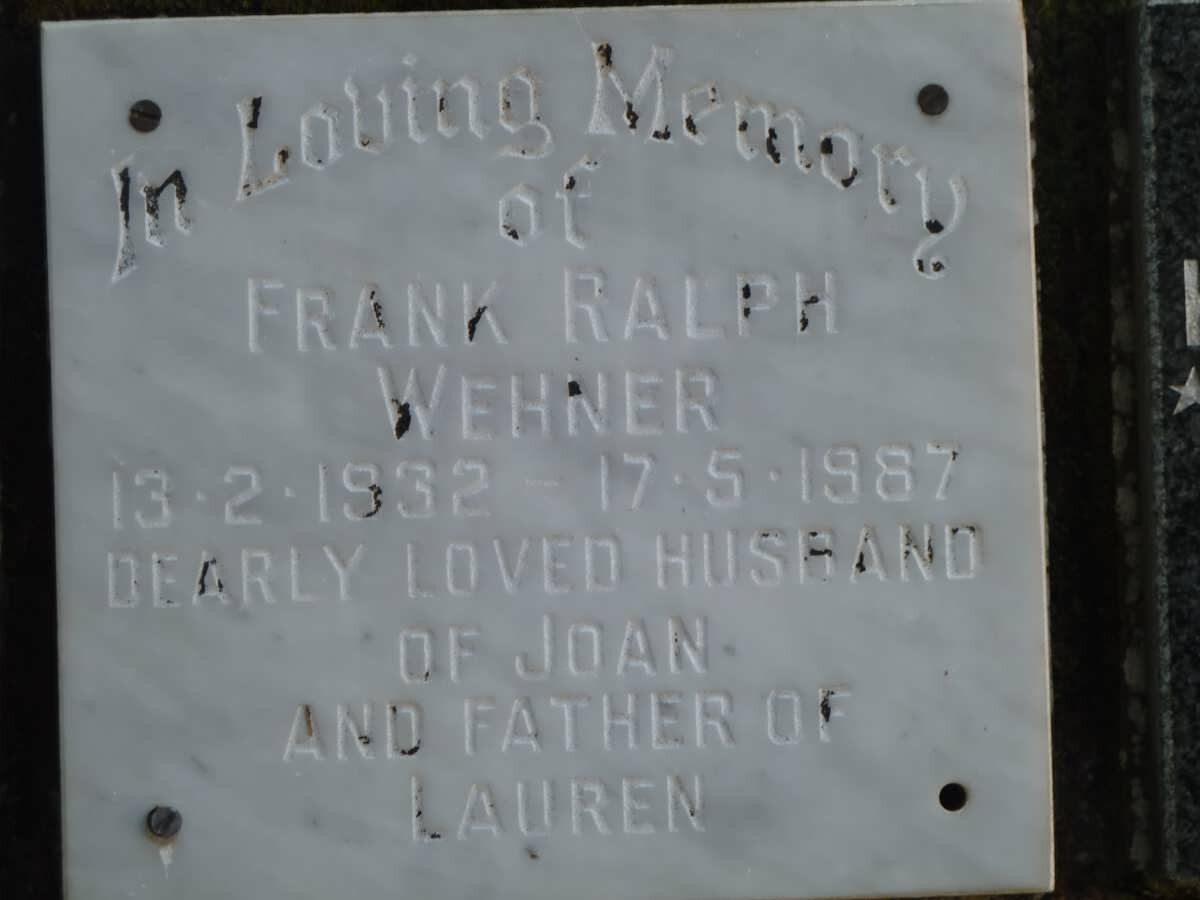 In Loving Memory
of
FRANK RALPH
WEHNER
13·2·1932 - 17·5·1987
DEARLY LOVED HUSBAND
OF JOAN
AND FATHER OF
LAUREN